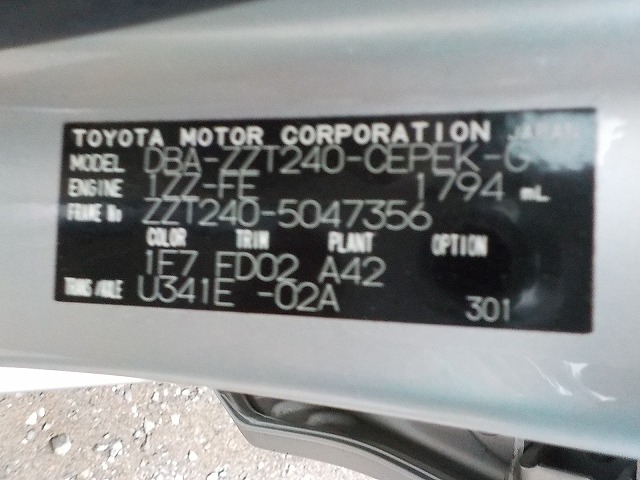 TOYOTA MOTOR CORPORATION JAPAN
MODEL DBA-ZZT240-CEPEK-G
ENGINE 1ZZ-FE 1794 mL
FRAME No ZZT240-5047356
COLOR TRIM PLANT OPTION
1F7 FD02 A42
TRANS/AXLE U341E -02A 301